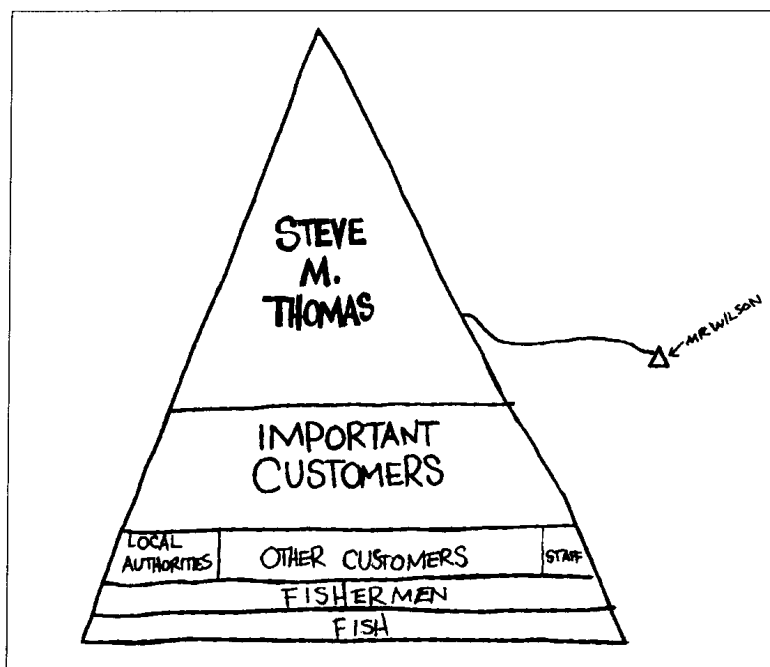 STEVE
M.
THOMAS
MR WILSON
IMPORTANT
CUSTOMERS
LOCAL
AUTHORITIES
OTHER CUSTOMERS
STAFF
FISHERMEN
FISH